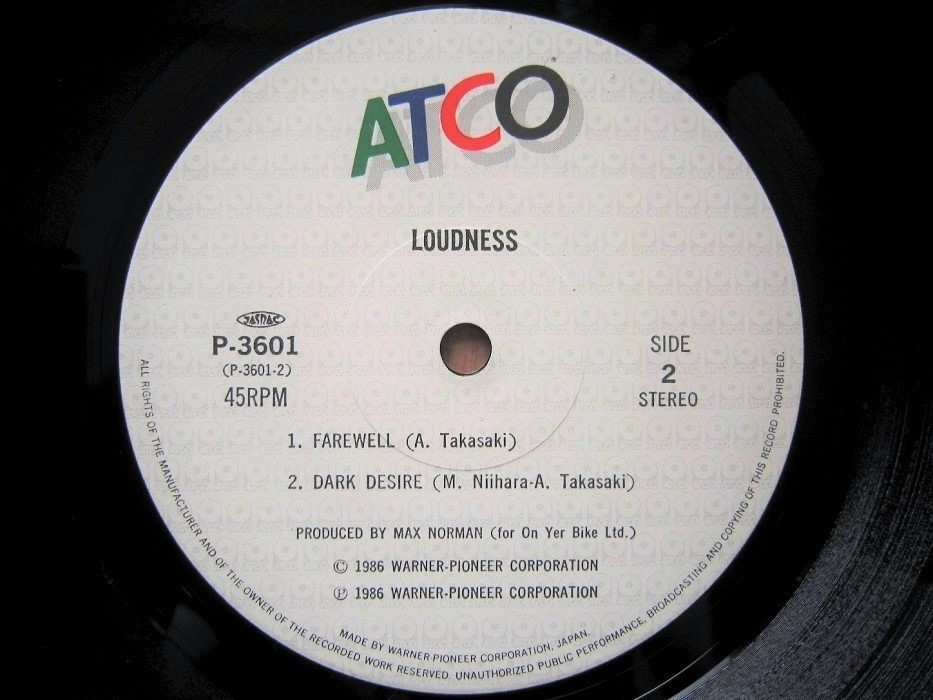 ATCO
LOUDNESS
JASRAC
P-3601
(P-3601-2)
45RPM
SIDE
2
STEREO
1. FAREWELL (A. Takasaki)
2. DARK DESIRE (M. Niihara-A. Takasaki)
PRODUCED BY MAX NORMAN (for On Yer Bike Ltd.)
© 1986 WARNER-PIONEER CORPORATION
℗ 1986 WARNER-PIONEER CORPORATION
MADE BY WARNER-PIONEER CORPORATION, JAPAN.
ALL RIGHTS OF THE MANUFACTURER AND OF THE OWNER OF THE RECORDED WORK RESERVED. UNAUTHORIZED PUBLIC PERFORMANCE, BROADCASTING AND COPYING OF THIS RECORD PROHIBITED.